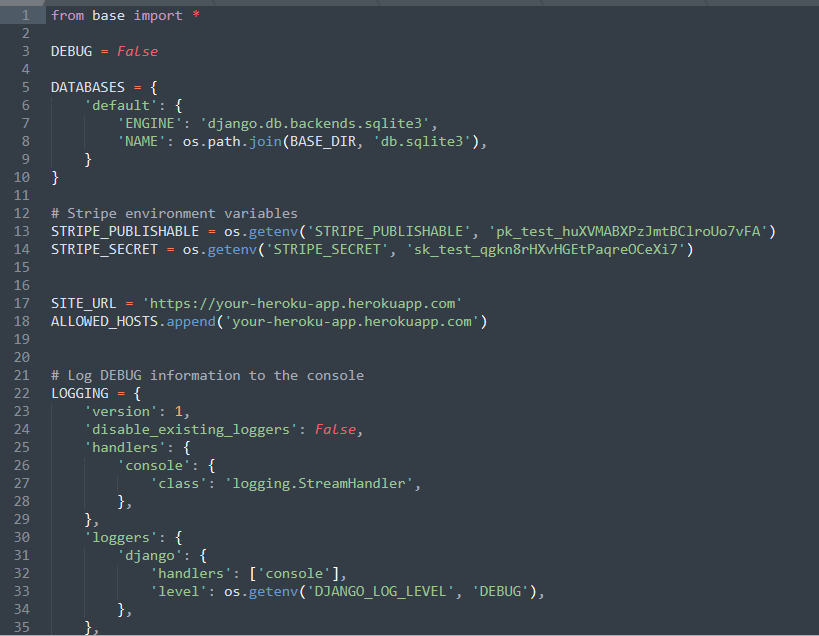 1 from base import *
2
3 DEBUG = False
4
5 DATABASES = {
6     'default': {
7         'ENGINE': 'django.db.backends.sqlite3',
8         'NAME': os.path.join(BASE_DIR, 'db.sqlite3'),
9     }
10 }
11
12 # Stripe environment variables
13 STRIPE_PUBLISHABLE = os.getenv('STRIPE_PUBLISHABLE', 'pk_test_huXVMABXPzJmtBClroUo7vFA')
14 STRIPE_SECRET = os.getenv('STRIPE_SECRET', 'sk_test_qgkn8rHXvHGEtPaqreOCeXi7')
15
16
17 SITE_URL = 'https://your-heroku-app.herokuapp.com'
18 ALLOWED_HOSTS.append('your-heroku-app.herokuapp.com')
19
20
21 # Log DEBUG information to the console
22 LOGGING = {
23     'version': 1,
24     'disable_existing_loggers': False,
25     'handlers': {
26         'console': {
27             'class': 'logging.StreamHandler',
28         },
29     },
30     'loggers': {
31         'django': {
32             'handlers': ['console'],
33             'level': os.getenv('DJANGO_LOG_LEVEL', 'DEBUG'),
34         },
35     },